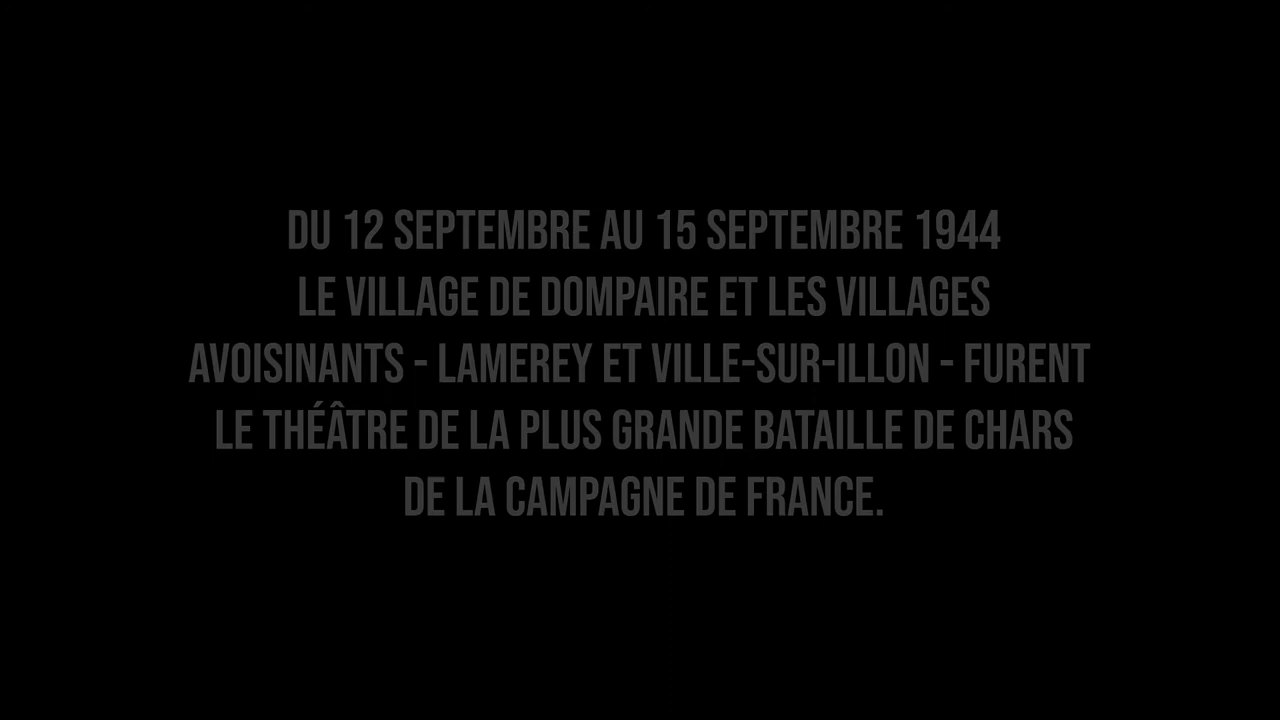 DU 12 SEPTEMBRE AU 15 SEPTEMBRE 1944
LE VILLAGE DE DOMPAIRE ET LES VILLAGES
AVOISINANTS - LAMEREY ET VILLE-SUR-ILLON - FURENT
LE THÉÂTRE DE LA PLUS GRANDE BATAILLE DE CHARS
DE LA CAMPAGNE DE FRANCE.